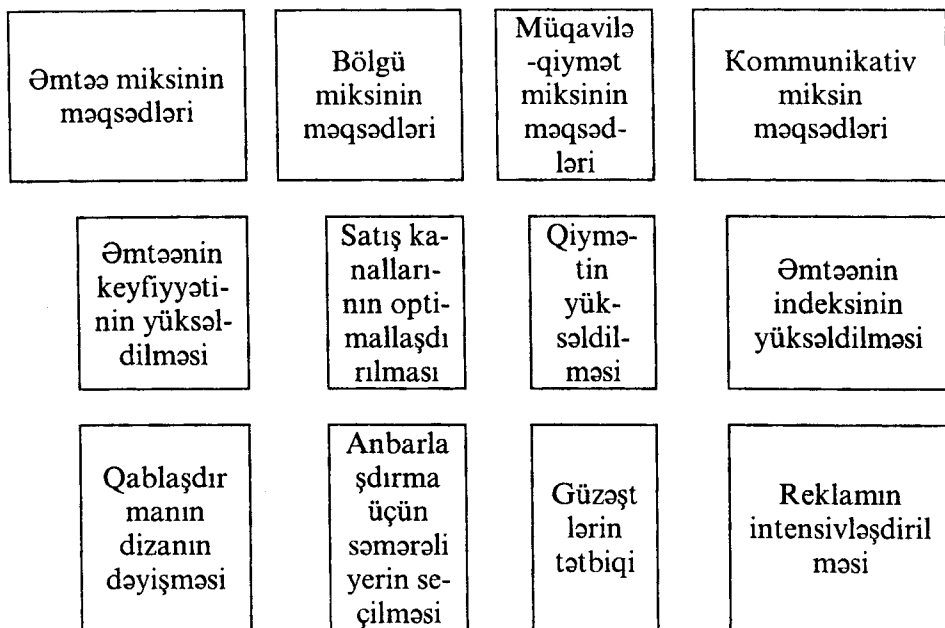 Əmtəə miksinin
məqsədləri
Bölgü
miksinin
məqsədləri
Müqavilə
-qiymət
miksinin
məqsəd-
ləri
Kommunikativ
miksin
məqsədləri
Əmtəənin
keyfiyyəti-
nin yüksəl-
dilməsi
Satış ka-
nalları-
nın opti-
mallaşdı
rılması
Qiymə-
tin
yük-
səldil-
məsi
Əmtəənin
indeksinin
yüksəldilməsi
Qablaşdır
manın
dizanın
dəyişməsi
Anbarla
şdırma
üçün
səmərəli
yerin se-
çilməsi
Güzəşt
lərin
tətbiqi
Reklamın
intensivləşdiril
məsi